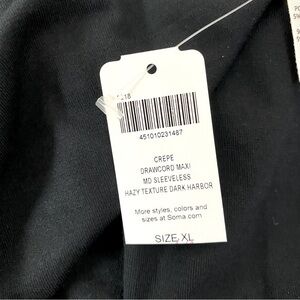 451010231487
CREPE
DRAWCORD MAXI
MD SLEEVELESS
HAZY TEXTURE DARK HARBOR
More styles, colors and
sizes at Soma.com
SIZE XL